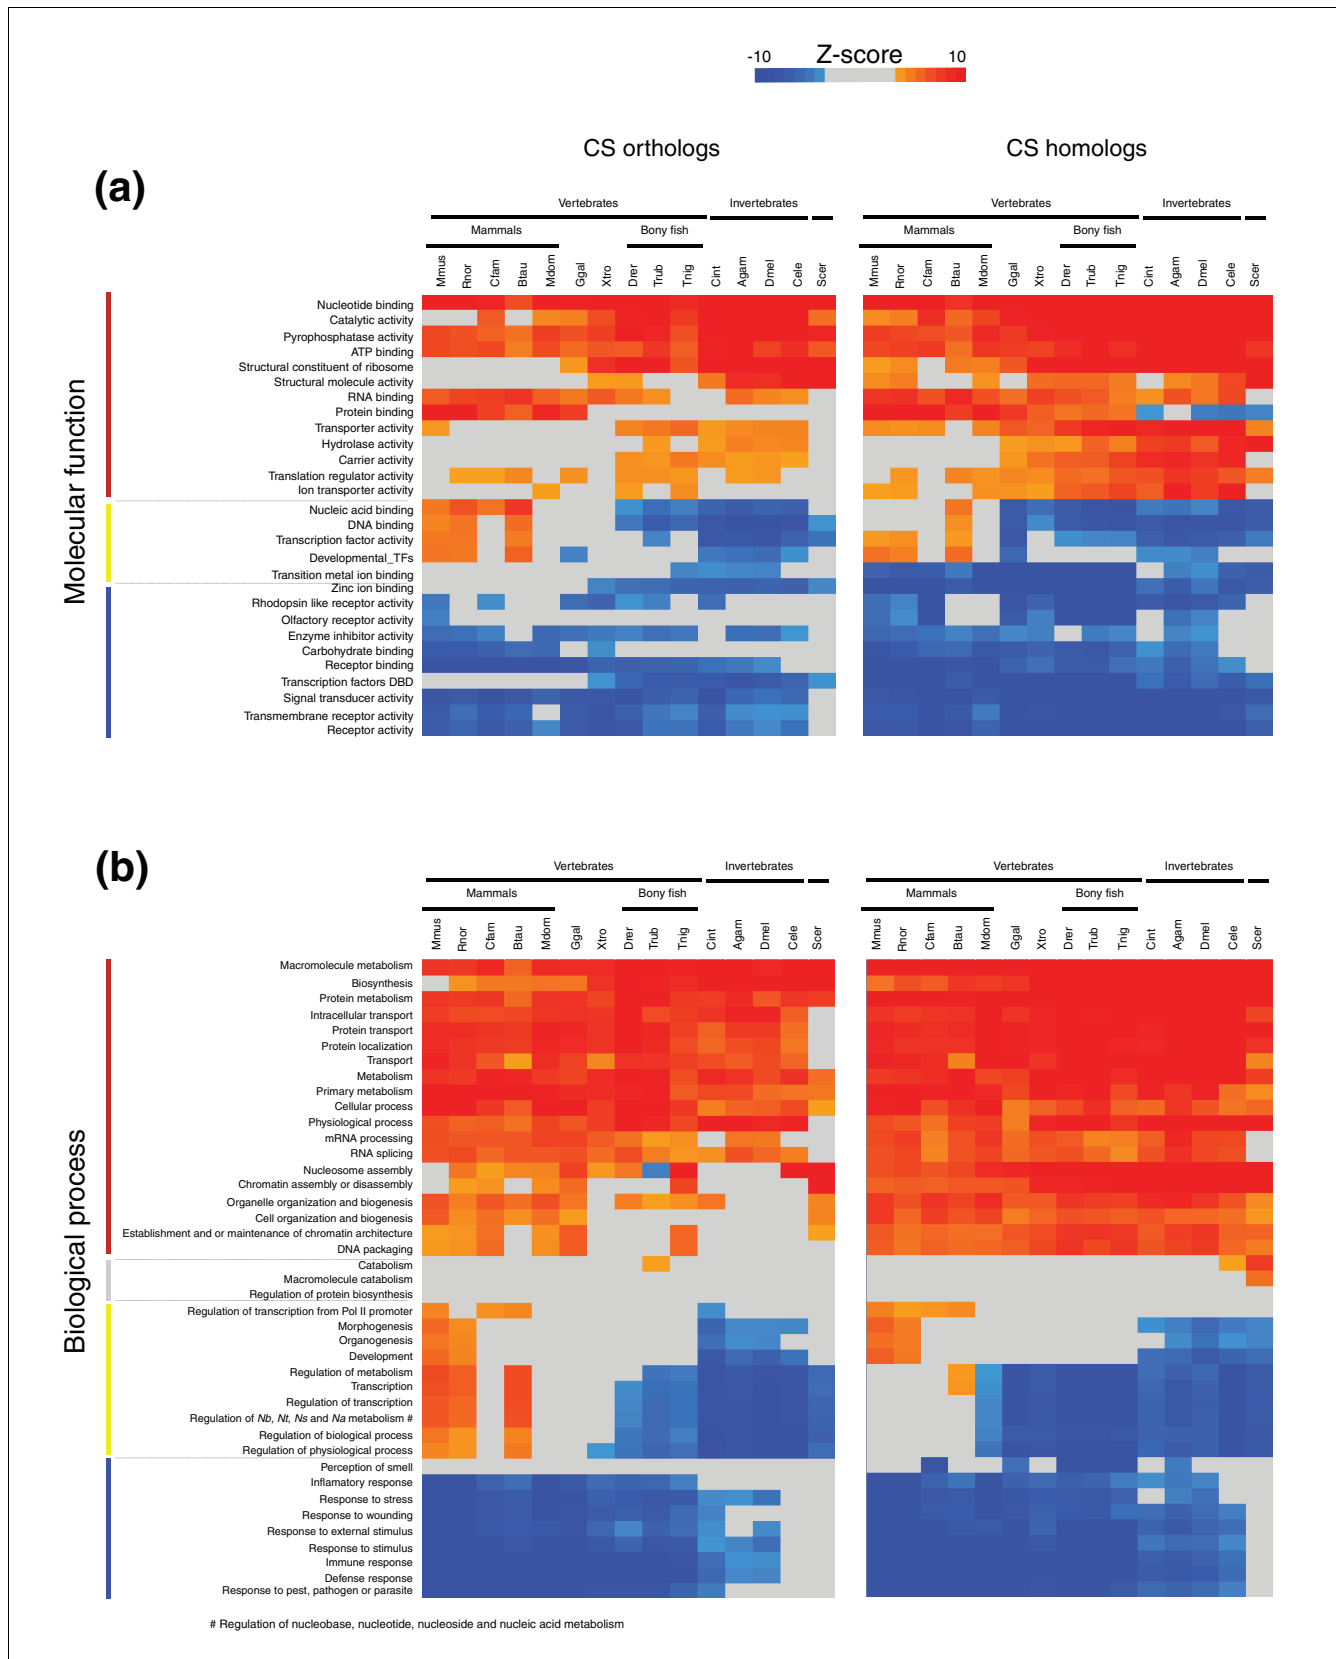 -10 Z-score 10
CS orthologs CS homologs
(a)
Vertebrates Invertebrates Vertebrates Invertebrates
Mammals Bony fish Mammals Bony fish
Mmus Rnor Cfam Btau Mdom Ggal Xtro Drer Trub Tnig Cint Agam Dmel Cele Scer Mmus Rnor Cfam Btau Mdom Ggal Xtro Drer Trub Tnig Cint Agam Dmel Cele Scer
Molecular function
Nucleotide binding
Catalytic activity
Pyrophosphatase activity
ATP binding
Structural constituent of ribosome
Structural molecule activity
RNA binding
Protein binding
Transporter activity
Hydrolase activity
Carrier activity
Translation regulator activity
Ion transporter activity
Nucleic acid binding
DNA binding
Transcription factor activity
Developmental_TFs
Transition metal ion binding
Zinc ion binding
Rhodopsin like receptor activity
Olfactory receptor activity
Enzyme inhibitor activity
Carbohydrate binding
Receptor binding
Transcription factors DBD
Signal transducer activity
Transmembrane receptor activity
Receptor activity
(b)
Vertebrates Invertebrates Vertebrates Invertebrates
Mammals Bony fish Mammals Bony fish
Mmus Rnor Cfam Btau Mdom Ggal Xtro Drer Trub Tnig Cint Agam Dmel Cele Scer Mmus Rnor Cfam Btau Mdom Ggal Xtro Drer Trub Tnig Cint Agam Dmel Cele Scer
Biological process
Macromolecule metabolism
Biosynthesis
Protein metabolism
Intracellular transport
Protein transport
Protein localization
Transport
Metabolism
Primary metabolism
Cellular process
Physiological process
mRNA processing
RNA splicing
Nucleosome assembly
Chromatin assembly or disassembly
Organelle organization and biogenesis
Cell organization and biogenesis
Establishment and or maintenance of chromatin architecture
DNA packaging
Catabolism
Macromolecule catabolism
Regulation of protein biosynthesis
Regulation of transcription from Pol II promoter
Morphogenesis
Organogenesis
Development
Regulation of metabolism
Transcription
Regulation of transcription
Regulation of Nb, Nt, Ns and Na metabolism #
Regulation of biological process
Regulation of physiological process
Perception of smell
Inflamatory response
Response to stress
Response to wounding
Response to external stimulus
Response to stimulus
Immune response
Defense response
Response to pest, pathogen or parasite
# Regulation of nucleobase, nucleotide, nucleoside and nucleic acid metabolism